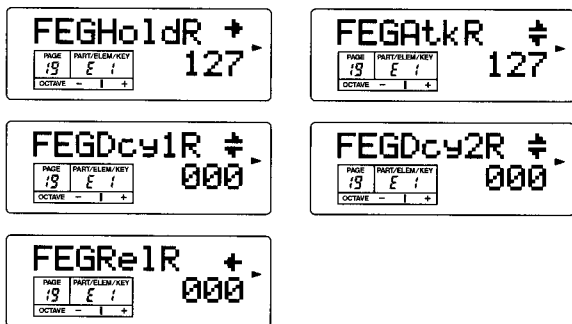 FEGHoldR
PAGE PART/ELEM/KEY
19 E 1 127
OCTAVE - +
FEGAtkR
PAGE PART/ELEM/KEY
19 E 1 127
OCTAVE - +
FEGDcy1R
PAGE PART/ELEM/KEY
19 E 1 000
OCTAVE - +
FEGDcy2R
PAGE PART/ELEM/KEY
19 E 1 000
OCTAVE - +
FEGRelR
PAGE PART/ELEM/KEY
19 E 1 000
OCTAVE - +